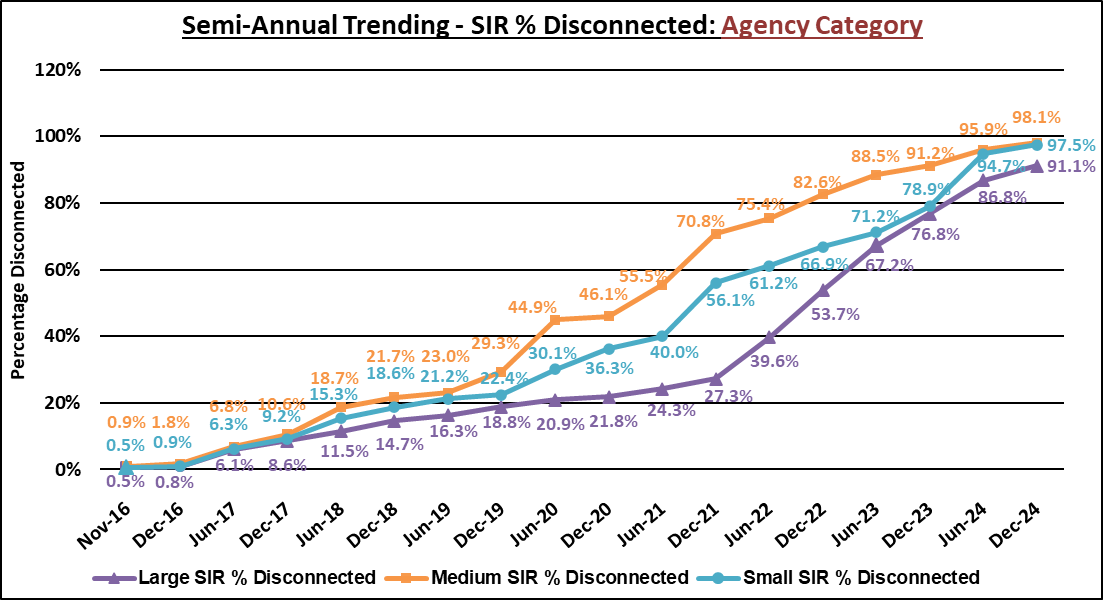 Semi-Annual Trending - SIR % Disconnected: Agency Category
Percentage Disconnected
120%
100%
80%
60%
40%
20%
0%
0.9% 1.8% 6.8% 10.6% 18.7% 21.7% 23.0% 29.3% 44.9% 46.1% 55.5% 70.8% 75.4% 82.6% 88.5% 91.2% 95.9% 98.1%
0.5% 0.9% 6.3% 9.2% 15.3% 18.6% 21.2% 22.4% 30.1% 36.3% 40.0% 56.1% 61.2% 66.9% 71.2% 78.9% 94.7% 97.5%
0.5% 0.8% 6.1% 8.6% 11.5% 14.7% 16.3% 18.8% 20.9% 21.8% 24.3% 27.3% 39.6% 53.7% 67.2% 76.8% 86.8% 91.1%
Nov-16 Dec-16 Jun-17 Dec-17 Jun-18 Dec-18 Jun-19 Dec-19 Jun-20 Dec-20 Jun-21 Dec-21 Jun-22 Dec-22 Jun-23 Dec-23 Jun-24 Dec-24
Large SIR % Disconnected Medium SIR % Disconnected Small SIR % Disconnected